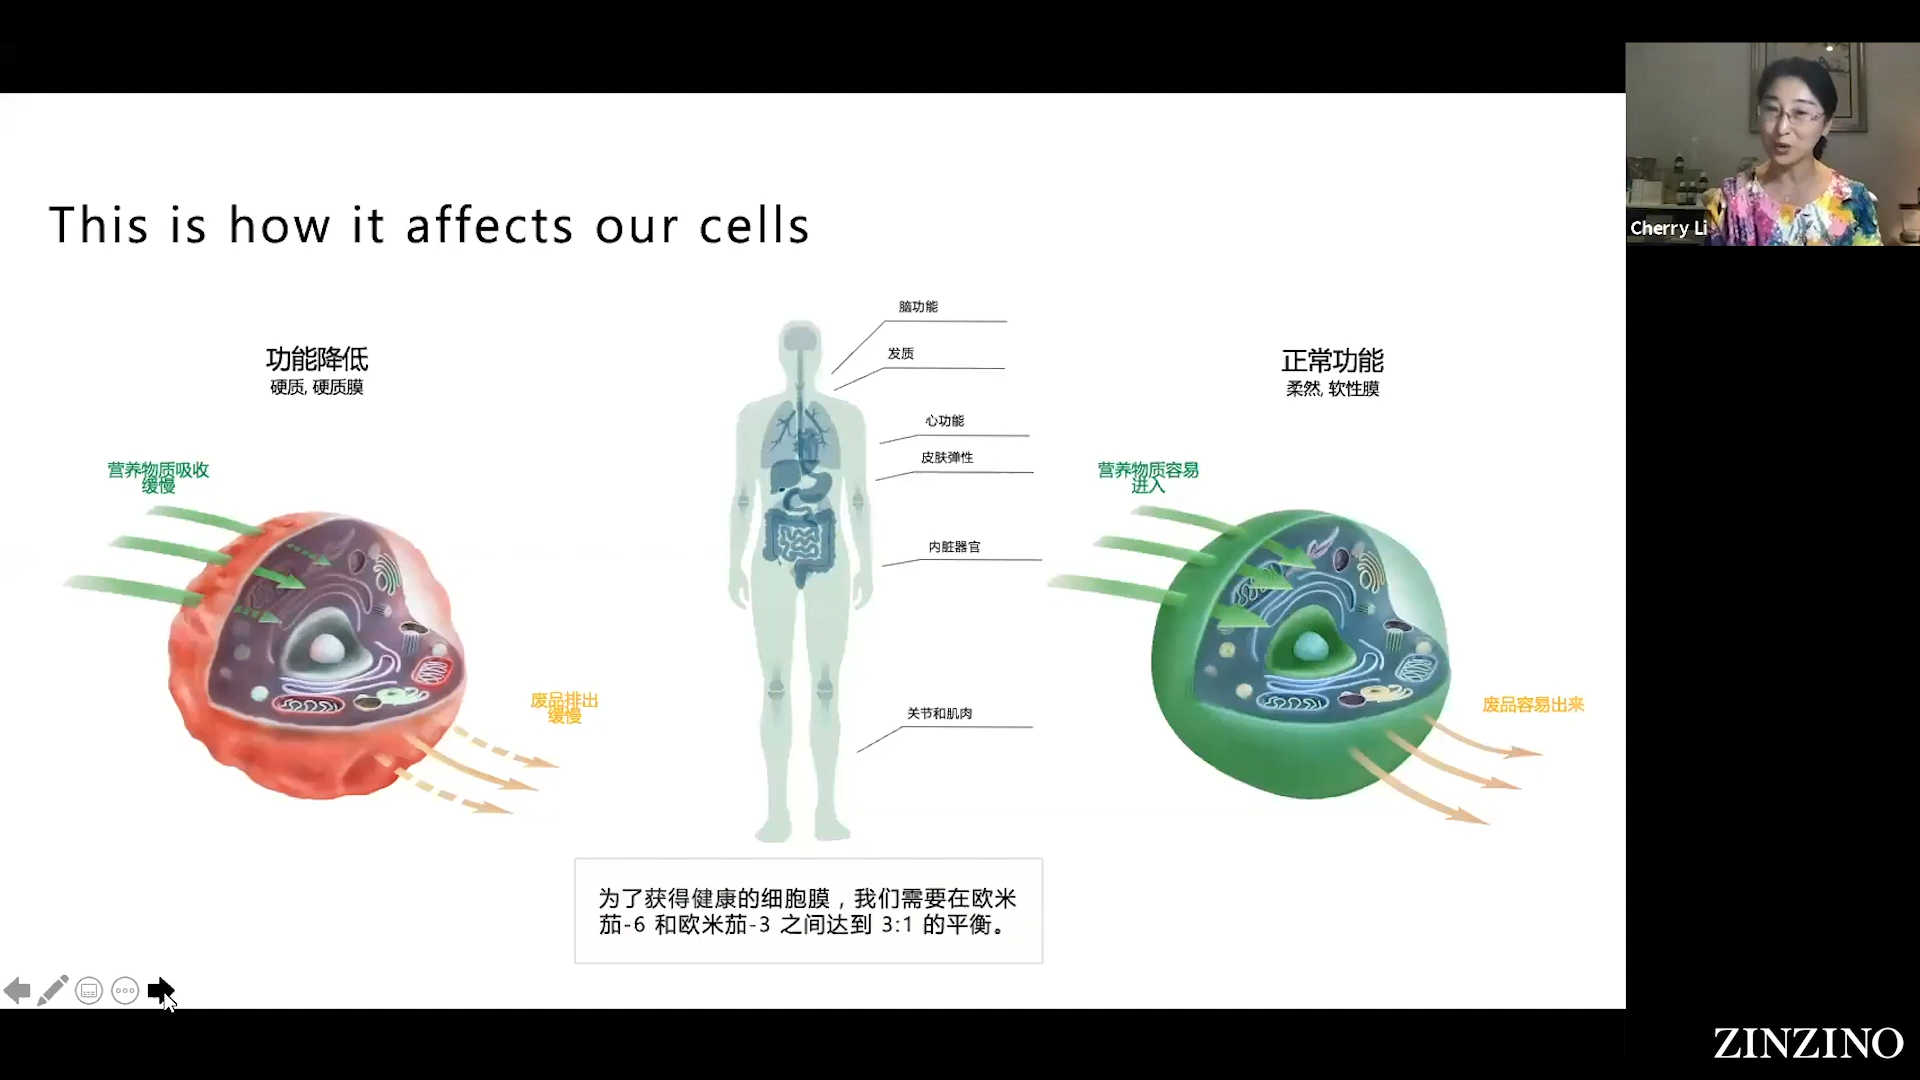 This is how it affects our cells
功能降低
硬质, 硬质膜
营养物质吸收
缓慢
废品排出
缓慢
脑功能
发质
心功能
皮肤弹性
内脏器官
关节和肌肉
正常功能
柔然, 软性膜
营养物质容易
进入
废品容易出来
为了获得健康的细胞膜，我们需要在欧米
茄-6 和欧米茄-3 之间达到 3:1 的平衡。
Cherry Li
ZINZINO